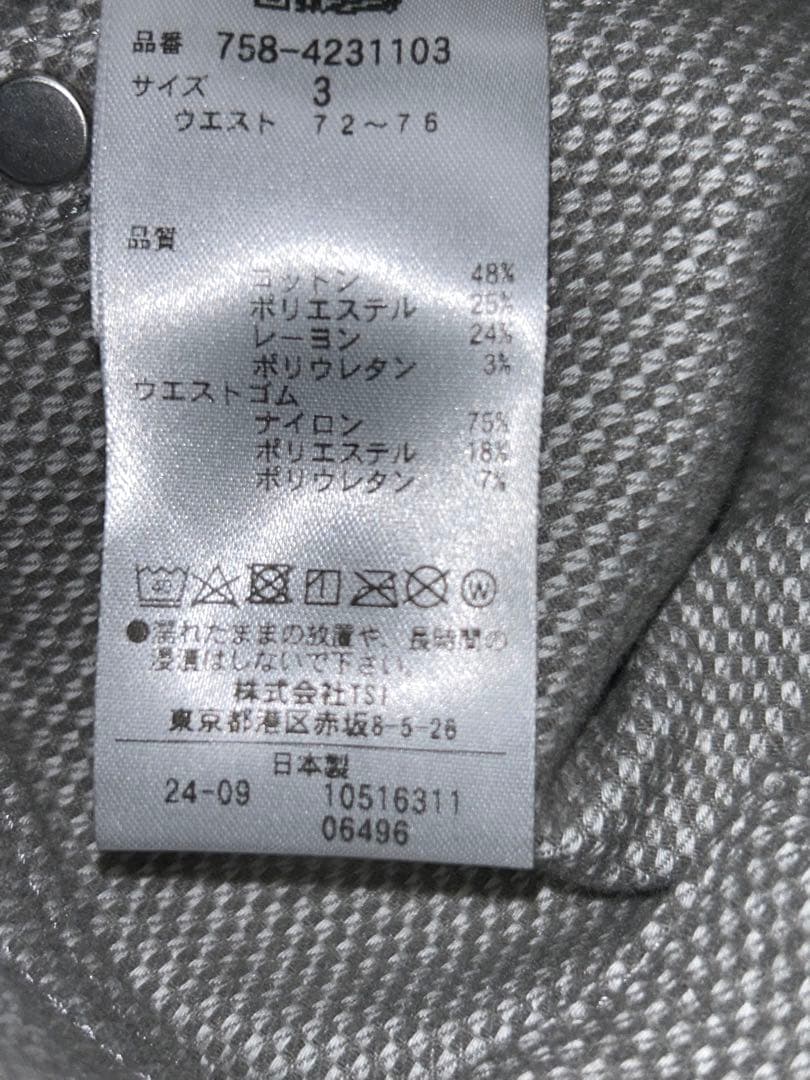 品番 758-4231103
サイズ 3
ウエスト 72～76
品質
コットン 48%
ポリエステル 25%
レーヨン 24%
ポリウレタン 3%
ウエストゴム
ナイロン 75%
ポリエステル 18%
ポリウレタン 7%
40 W
●濡れたままの放置や、長時間の
浸漬はしないで下さい。
株式会社TSI
東京都港区赤坂8-5-26
日本製
24-09 10516311
06496